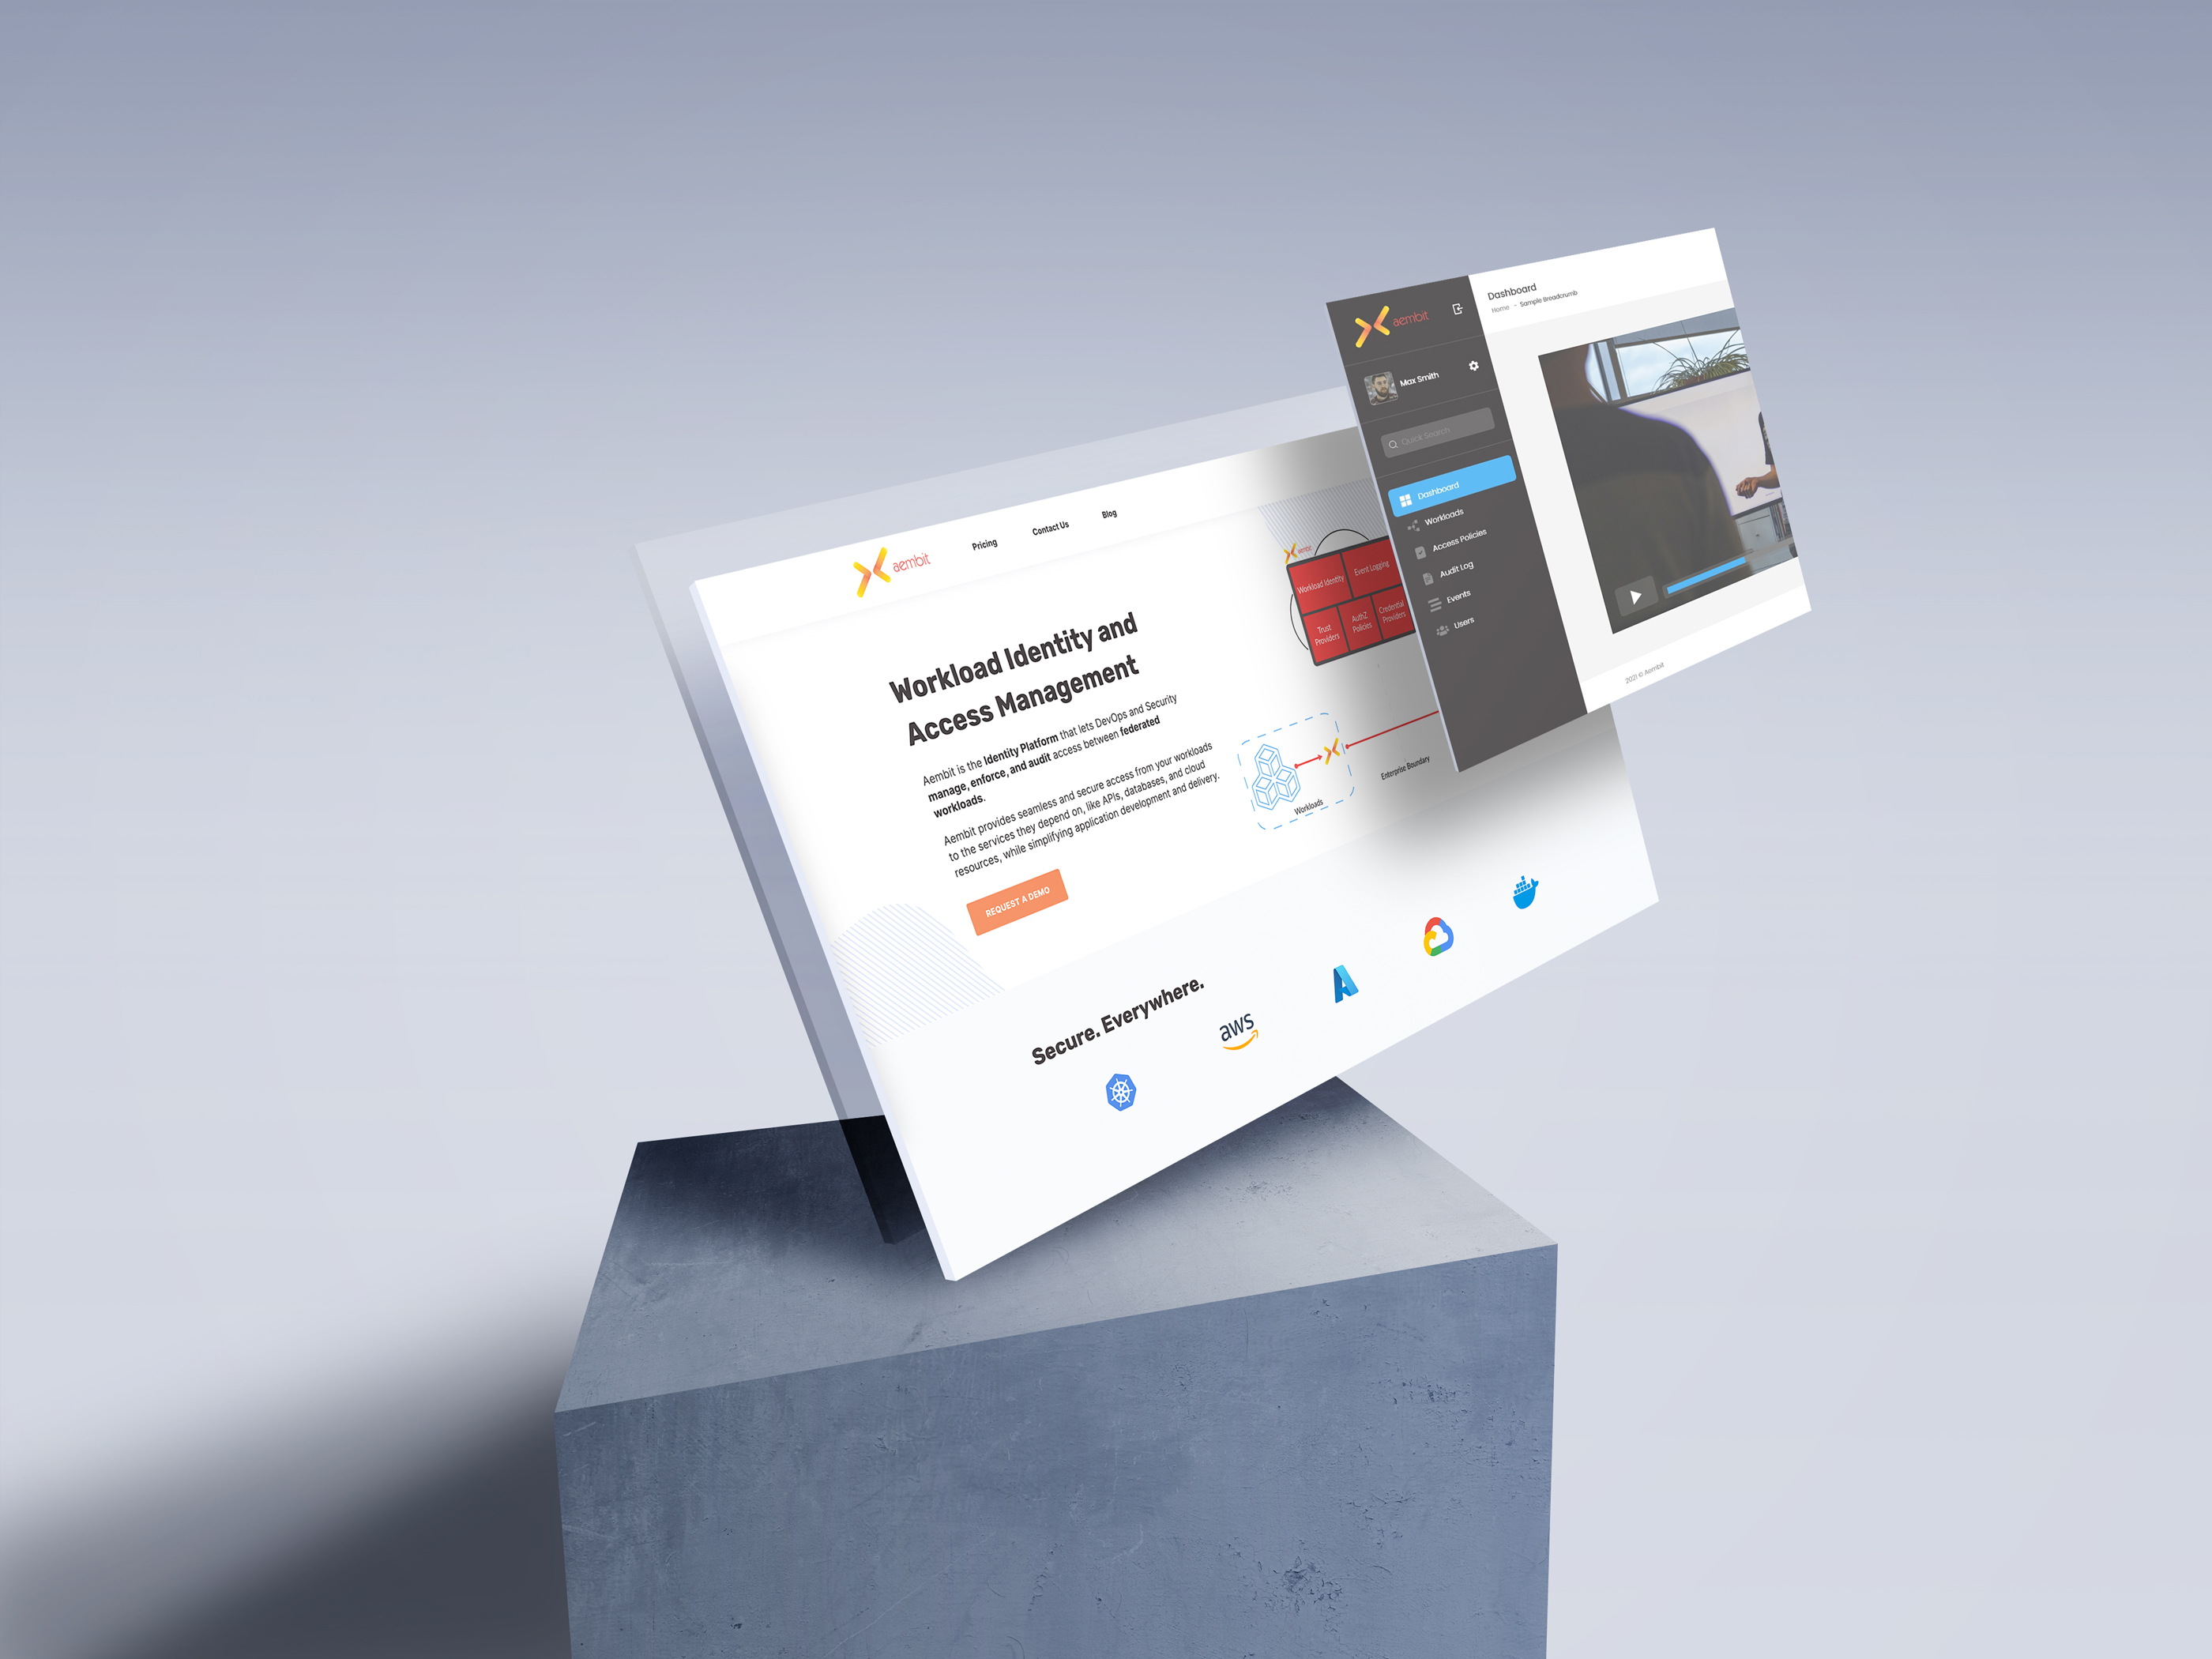 aembit
Pricing
Contact Us
Blog
Workload Identity and
Access Management
Aembit is the Identity Platform that lets DevOps and Security
manage, enforce, and audit access between federated
workloads.
Aembit provides seamless and secure access from your workloads
to the services they depend on, like APIs, databases, and cloud
resources, while simplifying application development and delivery.
REQUEST A DEMO
aembit
Workload Identity
Event Logging
Trust
Providers
AuthZ
Policies
Credential
Providers
Workloads
Enterprise Boundary
Secure. Everywhere.
aws
aembit
Max Smith
Quick Search
Dashboard
Workloads
Access Policies
Audit Log
Events
Users
Dashboard
Home - Sample Breadcrumb
2021 © Aembit